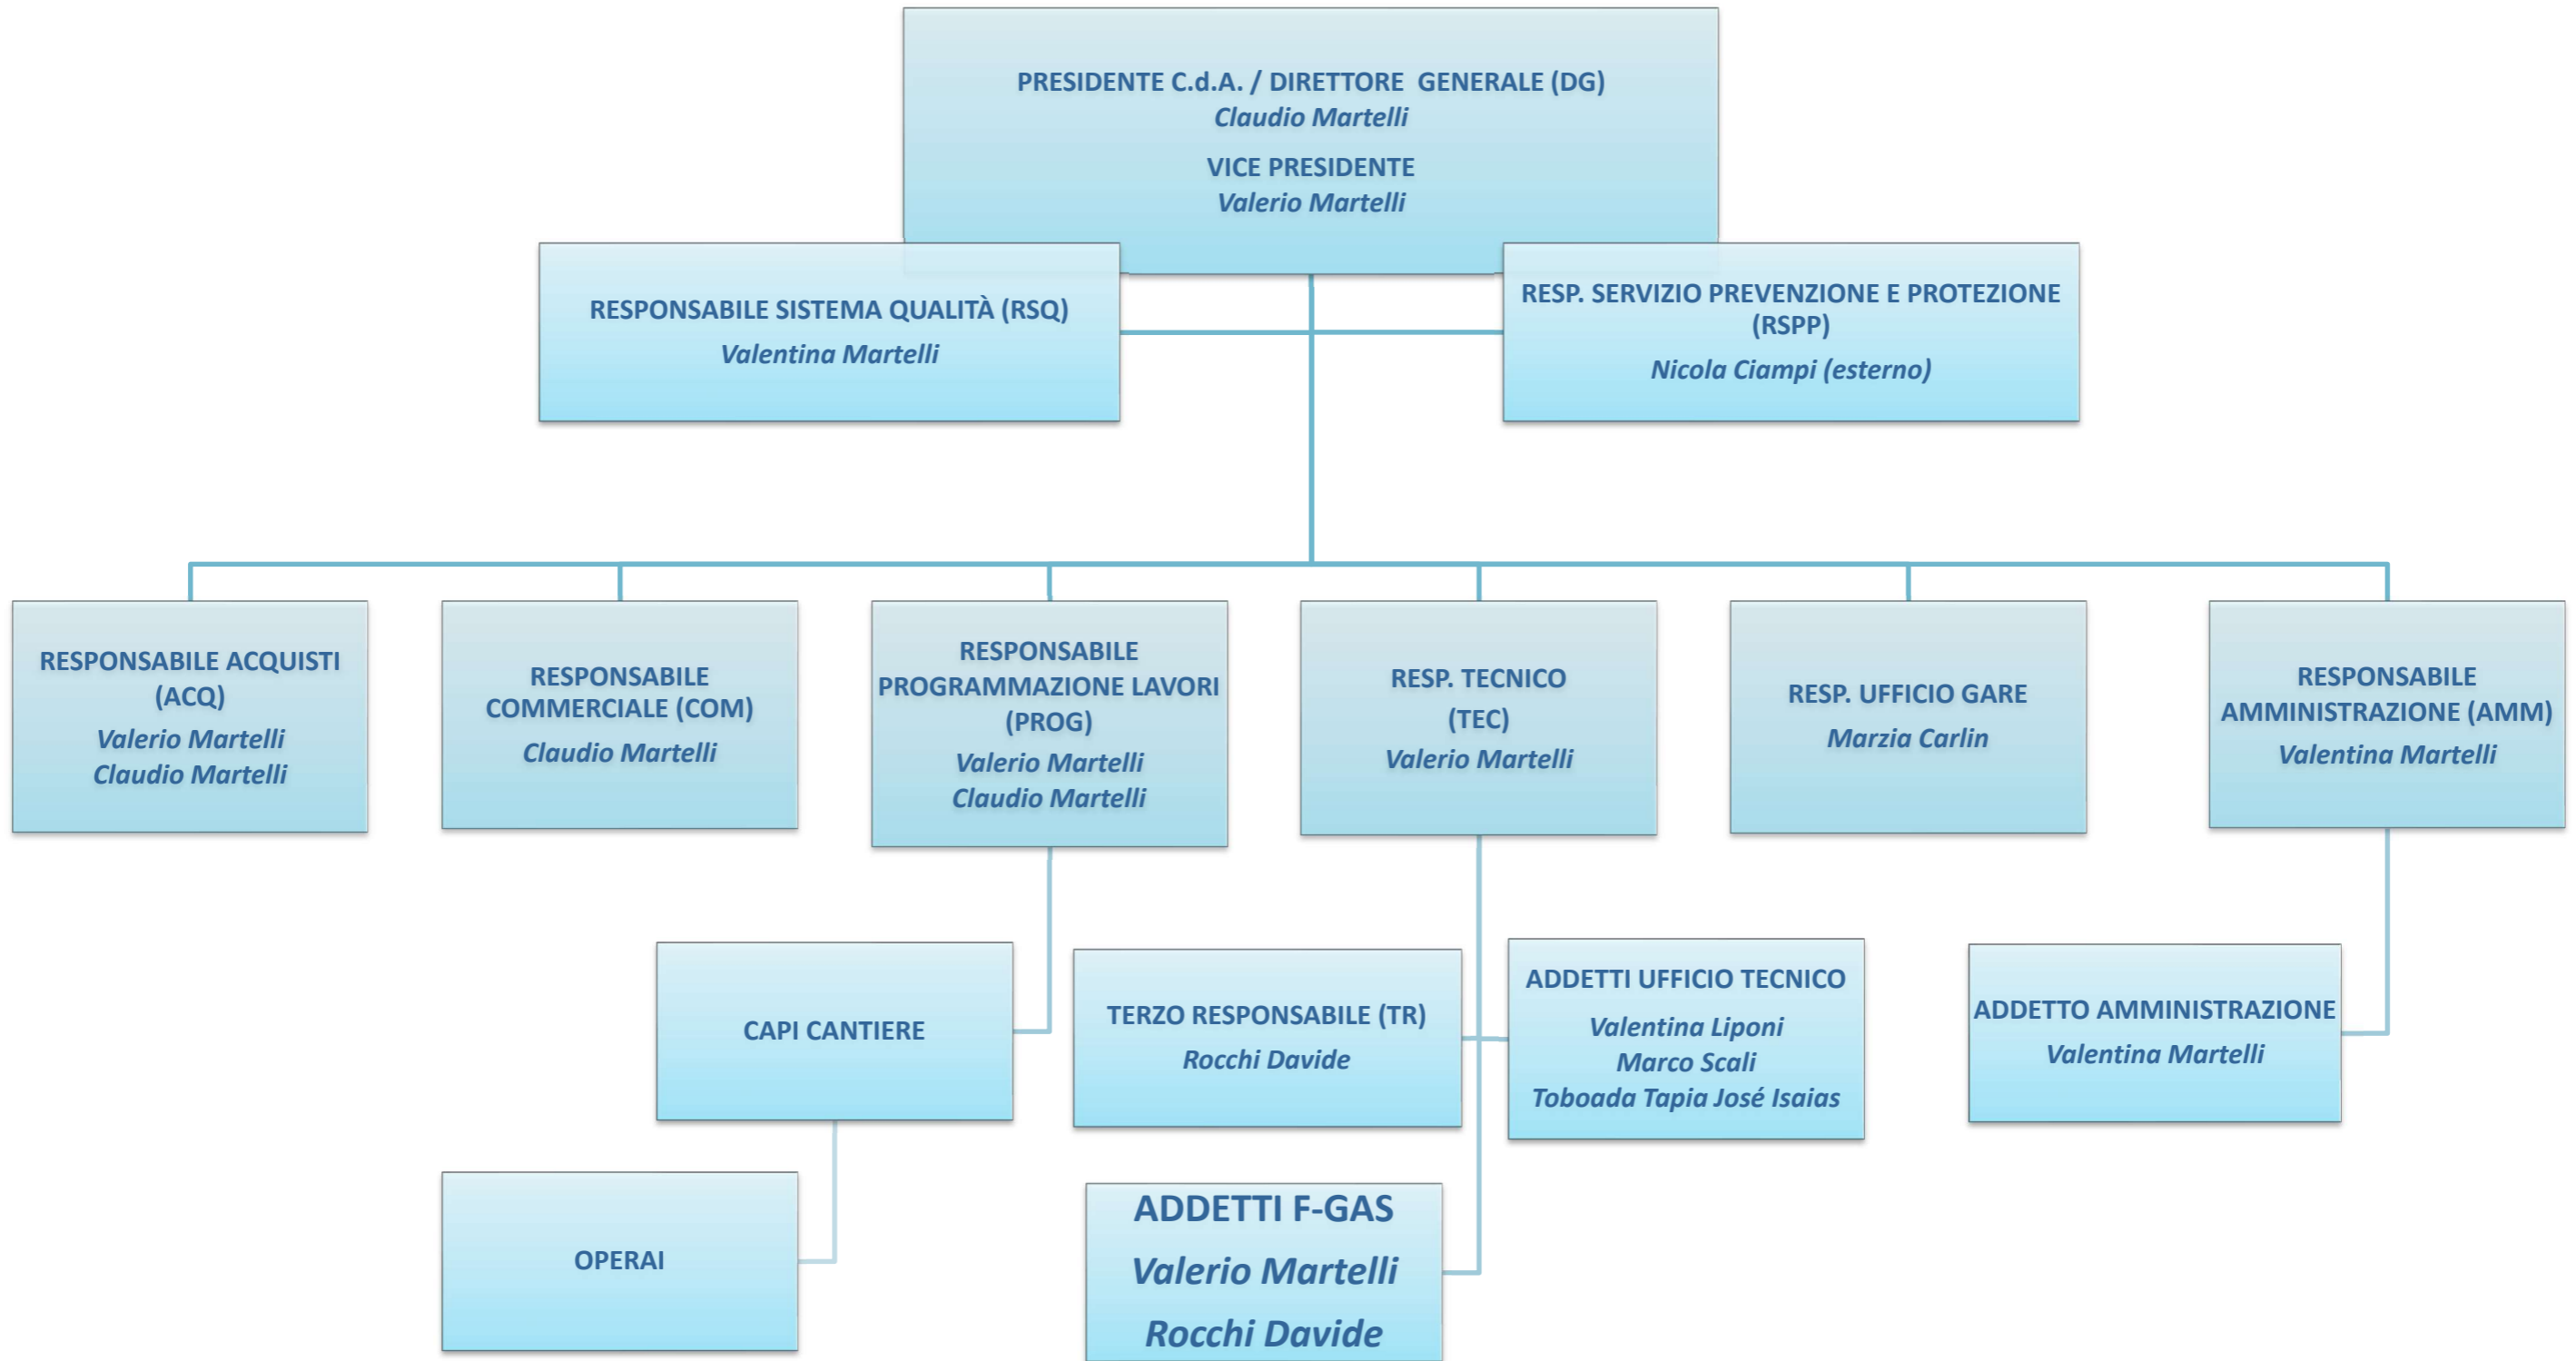 PRESIDENTE C.d.A. / DIRETTORE GENERALE (DG)
Claudio Martelli
VICE PRESIDENTE
Valerio Martelli
RESPONSABILE SISTEMA QUALITÀ (RSQ)
Valentina Martelli
RESP. SERVIZIO PREVENZIONE E PROTEZIONE
(RSPP)
Nicola Ciampi (esterno)
RESPONSABILE ACQUISTI
(ACQ)
Valerio Martelli
Claudio Martelli
RESPONSABILE
COMMERCIALE (COM)
Claudio Martelli
RESPONSABILE
PROGRAMMAZIONE LAVORI
(PROG)
Valerio Martelli
Claudio Martelli
RESP. TECNICO
(TEC)
Valerio Martelli
RESP. UFFICIO GARE
Marzia Carlin
RESPONSABILE
AMMINISTRAZIONE (AMM)
Valentina Martelli
CAPI CANTIERE
TERZO RESPONSABILE (TR)
Rocchi Davide
ADDETTI UFFICIO TECNICO
Valentina Liponi
Marco Scali
Toboada Tapia José Isaias
ADDETTO AMMINISTRAZIONE
Valentina Martelli
OPERAI
ADDETTI F-GAS
Valerio Martelli
Rocchi Davide